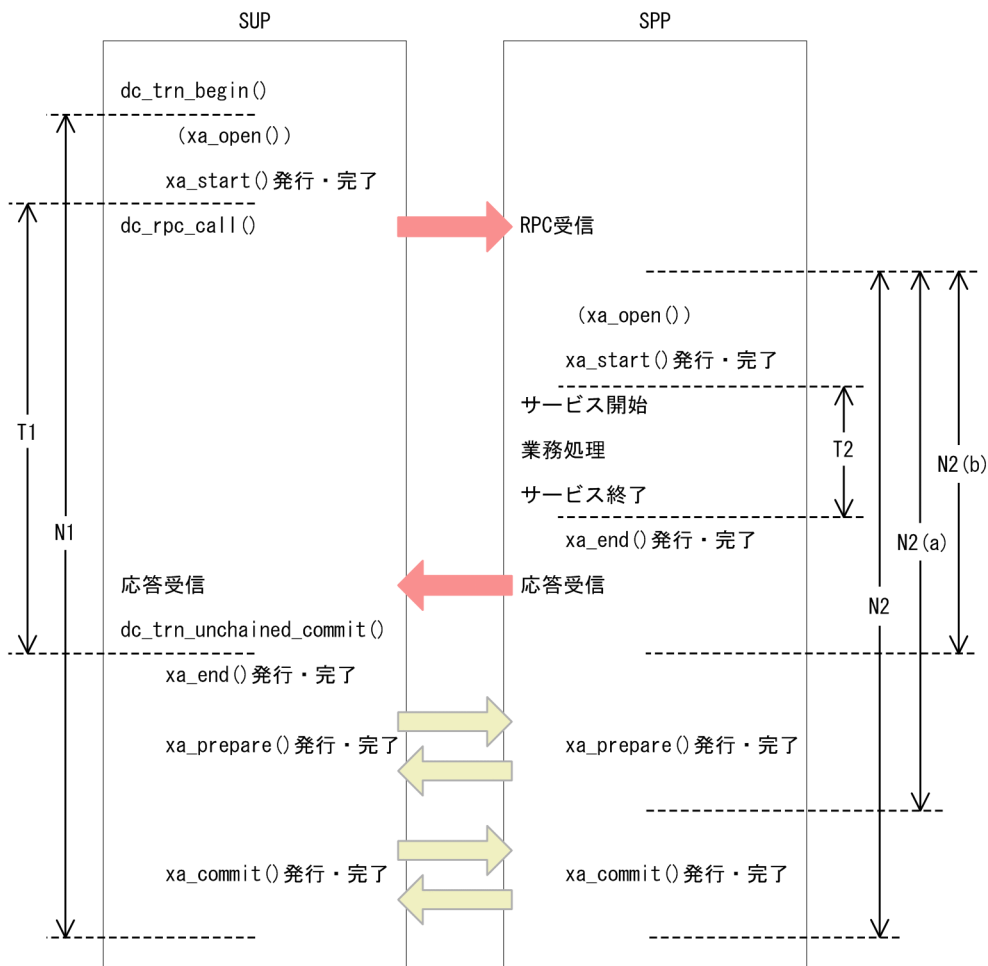 SUP
SPP
dc_trn_begin()
(xa_open())
xa_start()発行・完了
dc_rpc_call()
RPC受信
(xa_open())
xa_start()発行・完了
サービス開始
T1
業務処理
T2
N2(b)
サービス終了
N1
xa_end()発行・完了
N2(a)
応答受信
応答受信
N2
dc_trn_unchained_commit()
xa_end()発行・完了
xa_prepare()発行・完了
xa_prepare()発行・完了
xa_commit()発行・完了
xa_commit()発行・完了